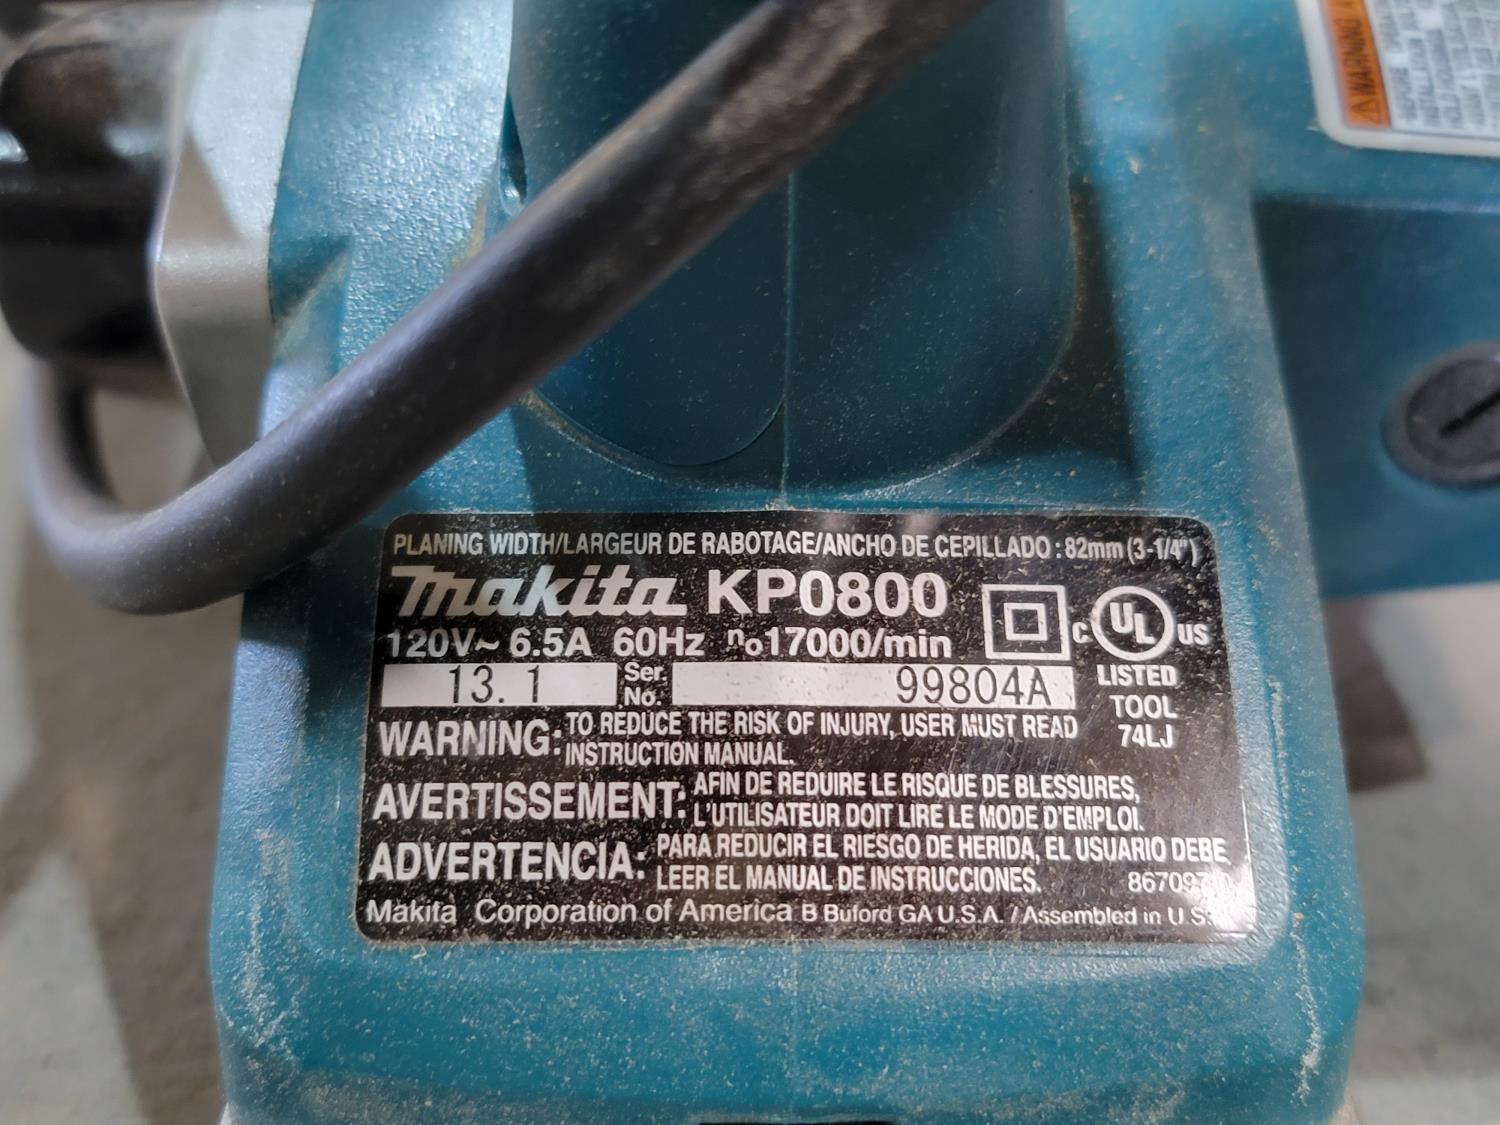 PLANING WIDTH/LARGEUR DE RABOTAGE/ANCHO DE CEPILLADO : 82mm (3-1/4")
makita KP0800
120V~ 6.5A 60Hz no17000/min
13. 1 Ser. No. 99804A
C UL US
LISTED
TOOL
74LJ
WARNING: TO REDUCE THE RISK OF INJURY, USER MUST READ
INSTRUCTION MANUAL.
AVERTISSEMENT: AFIN DE REDUIRE LE RISQUE DE BLESSURES,
L'UTILISATEUR DOIT LIRE LE MODE D'EMPLOI.
ADVERTENCIA: PARA REDUCIR EL RIESGO DE HERIDA, EL USUARIO DEBE
LEER EL MANUAL DE INSTRUCCIONES.
Makita Corporation of America B Buford GA U.S.A. / Assembled in U.S.
WARNING